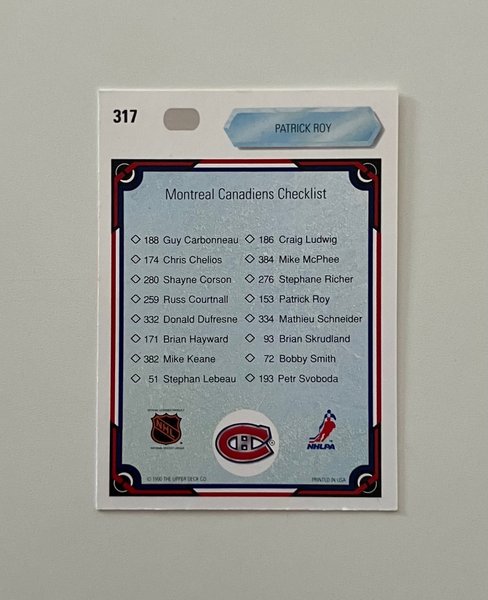 317
PATRICK ROY
Montreal Canadiens Checklist
188 Guy Carbonneau
186 Craig Ludwig
174 Chris Chelios
384 Mike McPhee
280 Shayne Corson
276 Stephane Richer
259 Russ Courtnall
153 Patrick Roy
332 Donald Dufresne
334 Mathieu Schneider
171 Brian Hayward
93 Brian Skrudland
382 Mike Keane
72 Bobby Smith
51 Stephan Lebeau
193 Petr Svoboda
NHL
NHLPA
© 1990 THE UPPER DECK CO.
PRINTED IN USA